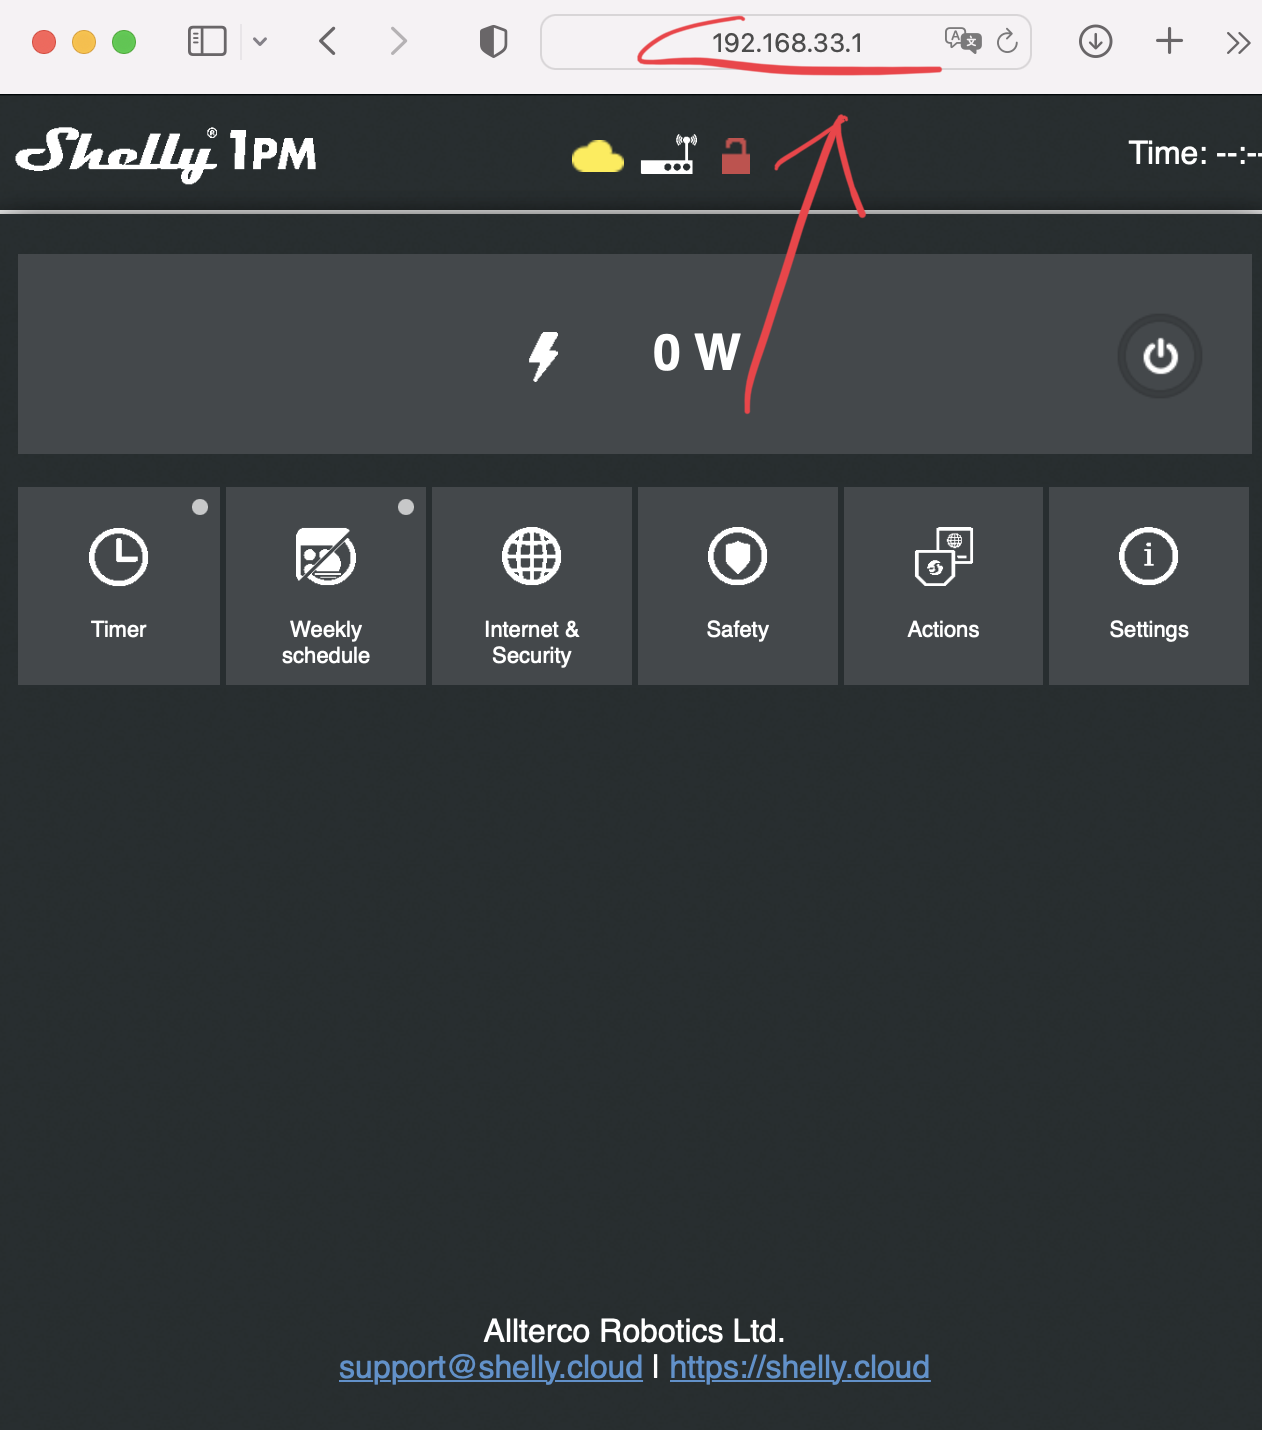 192.168.33.1
Shelly® 1PM
Time: --:--
0 W
Timer
Weekly
schedule
Internet &
Security
Safety
Actions
Settings
Allterco Robotics Ltd.
support@shelly.cloud | https://shelly.cloud